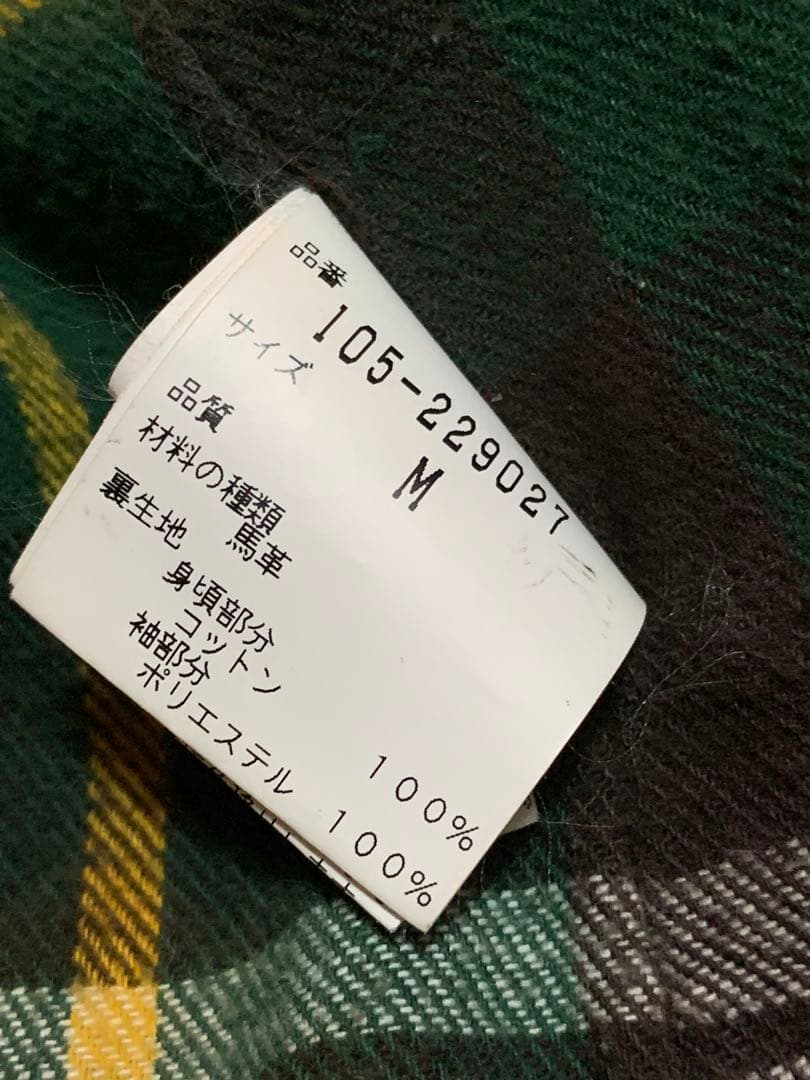 品番
105-229027
サイズ M
品質
材料の種類 馬革
裏生地
身頃部分
コットン 100%
袖部分
ポリエステル 100%